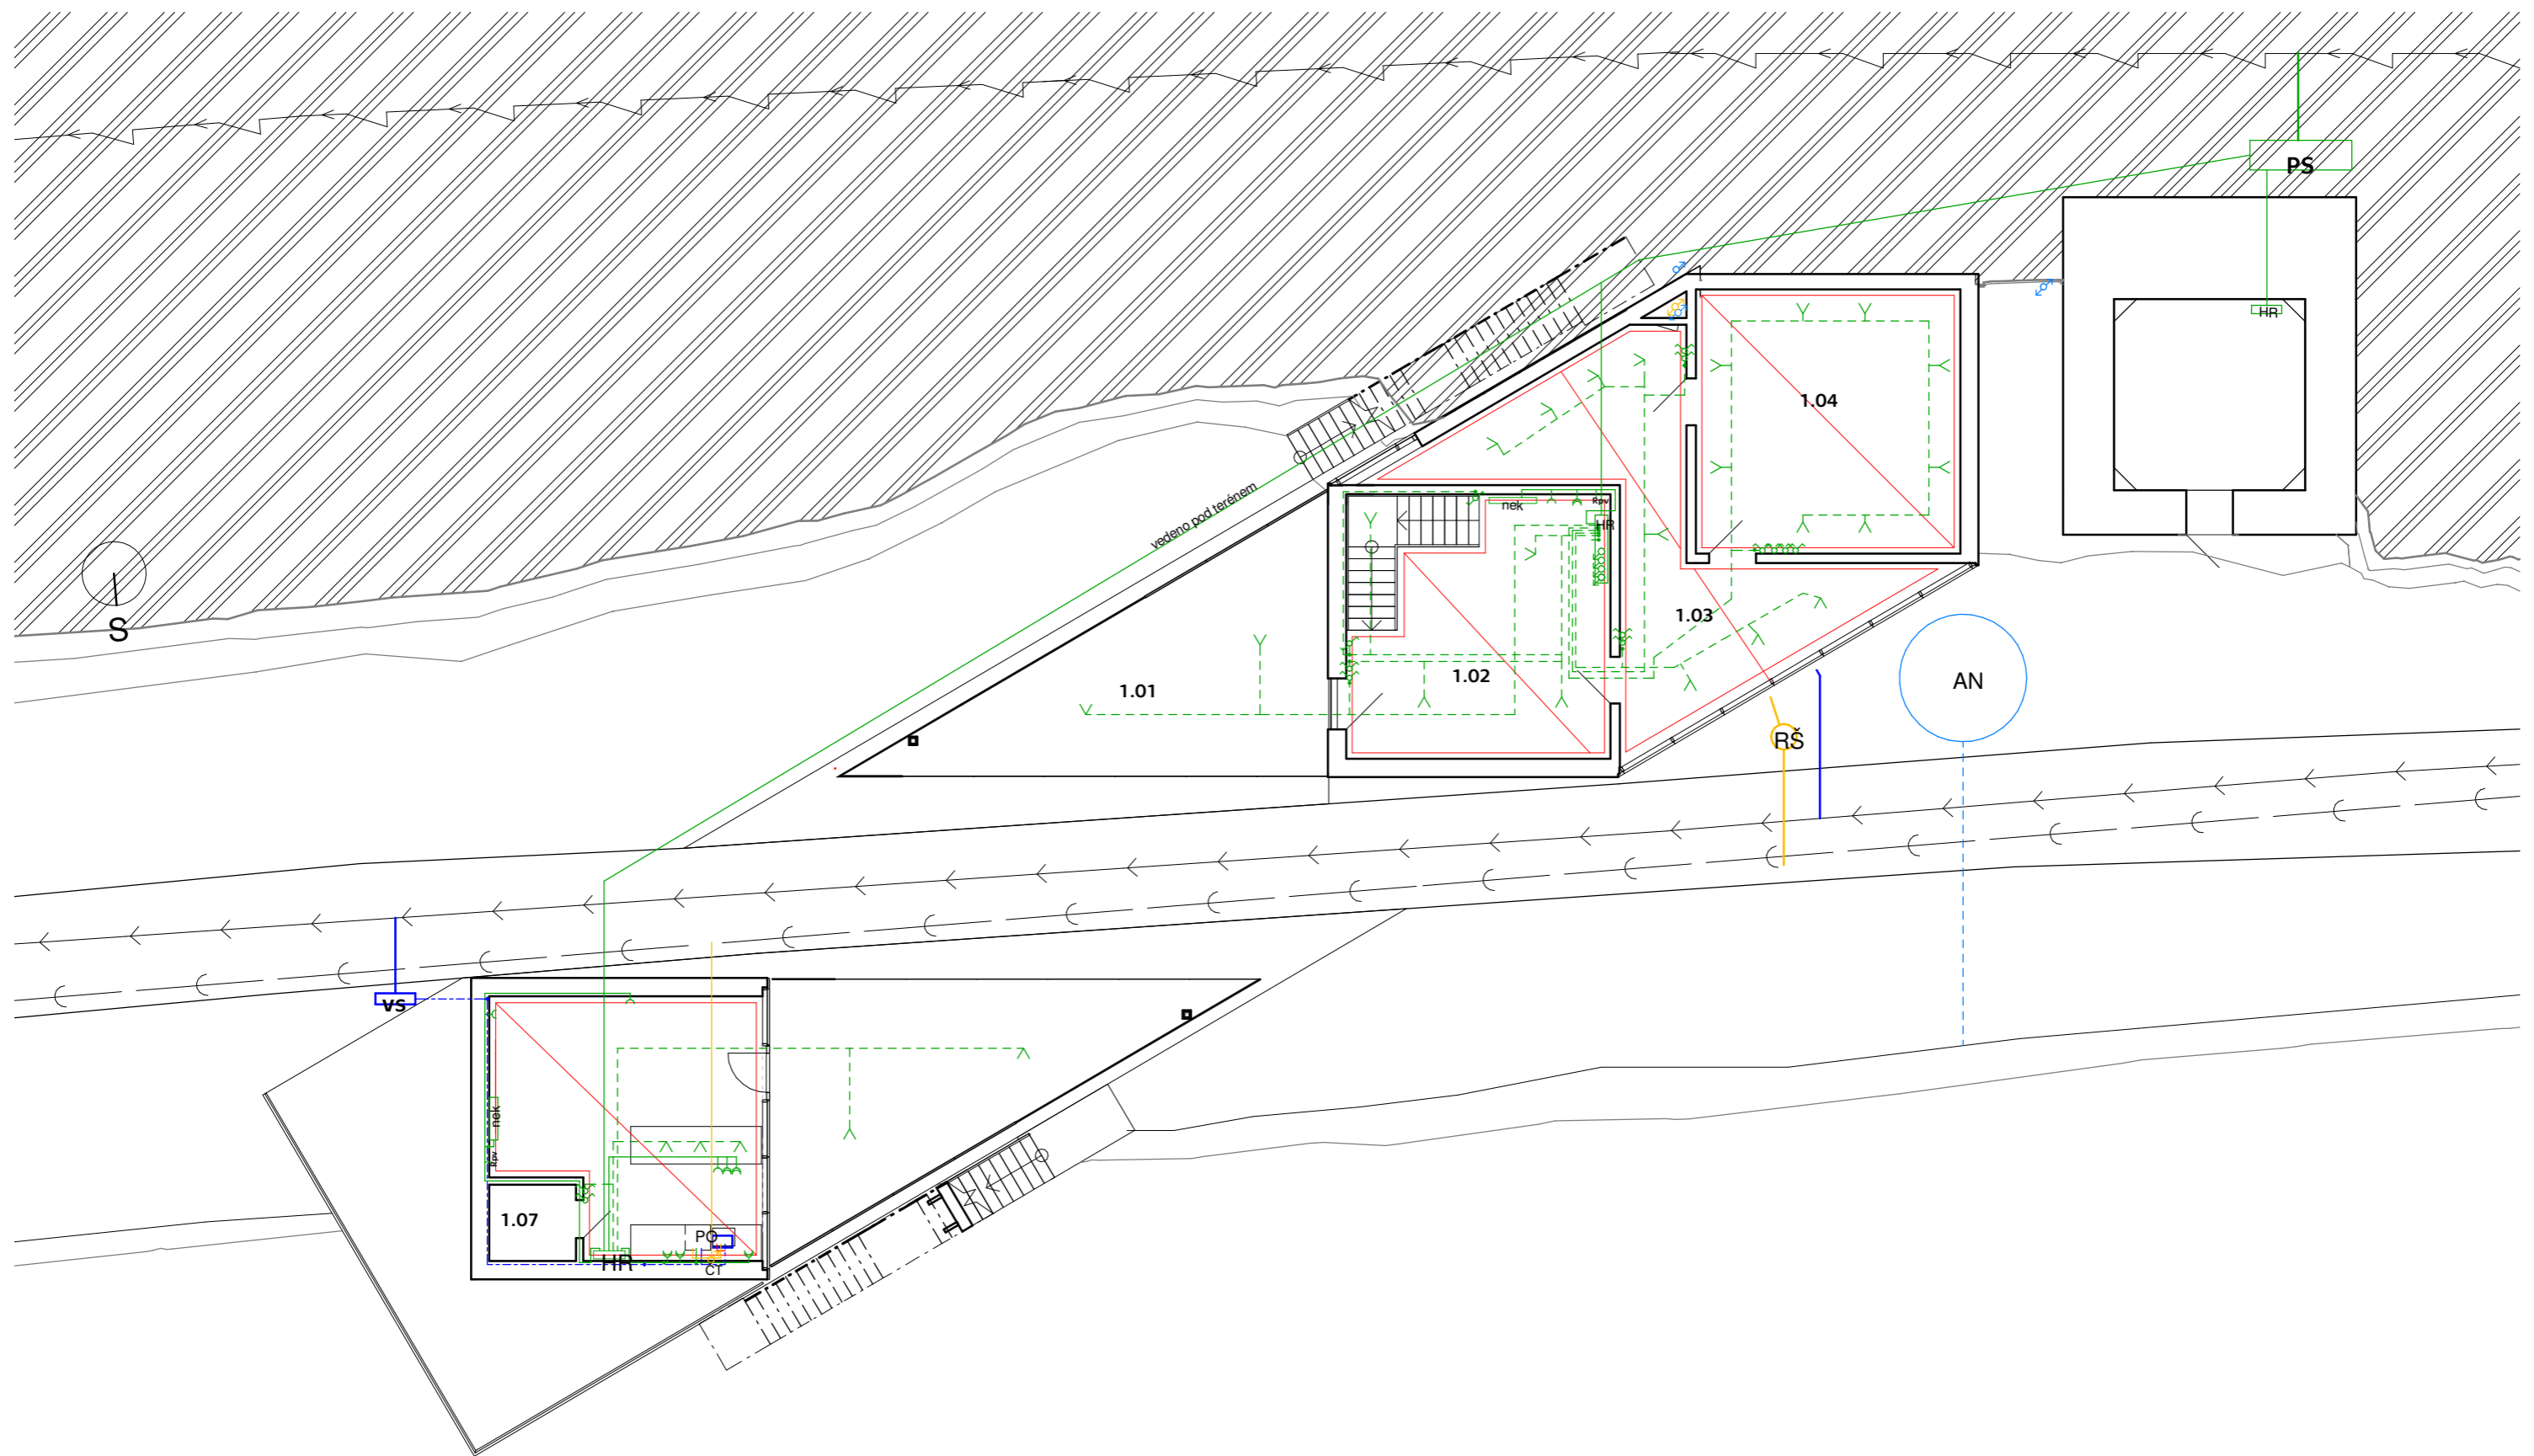 PS
HR
1.04
vedeno pod terénem
nek
Rpv
HR
S
1.03
1.02
1.01
AN
RŠ
VS
nek
Rpv
1.07
PO
HR
CT